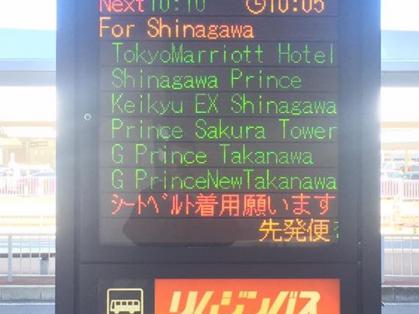 Next10:10 10:05
For Shinagawa
TokyoMarriott Hotel
Shinagawa Prince
Keikyu EX Shinagawa
Prince Sakura Tower
G Prince Takanawa
G PrinceNewTakanawa
シートベルト着用願います
先発便
リムジンバス